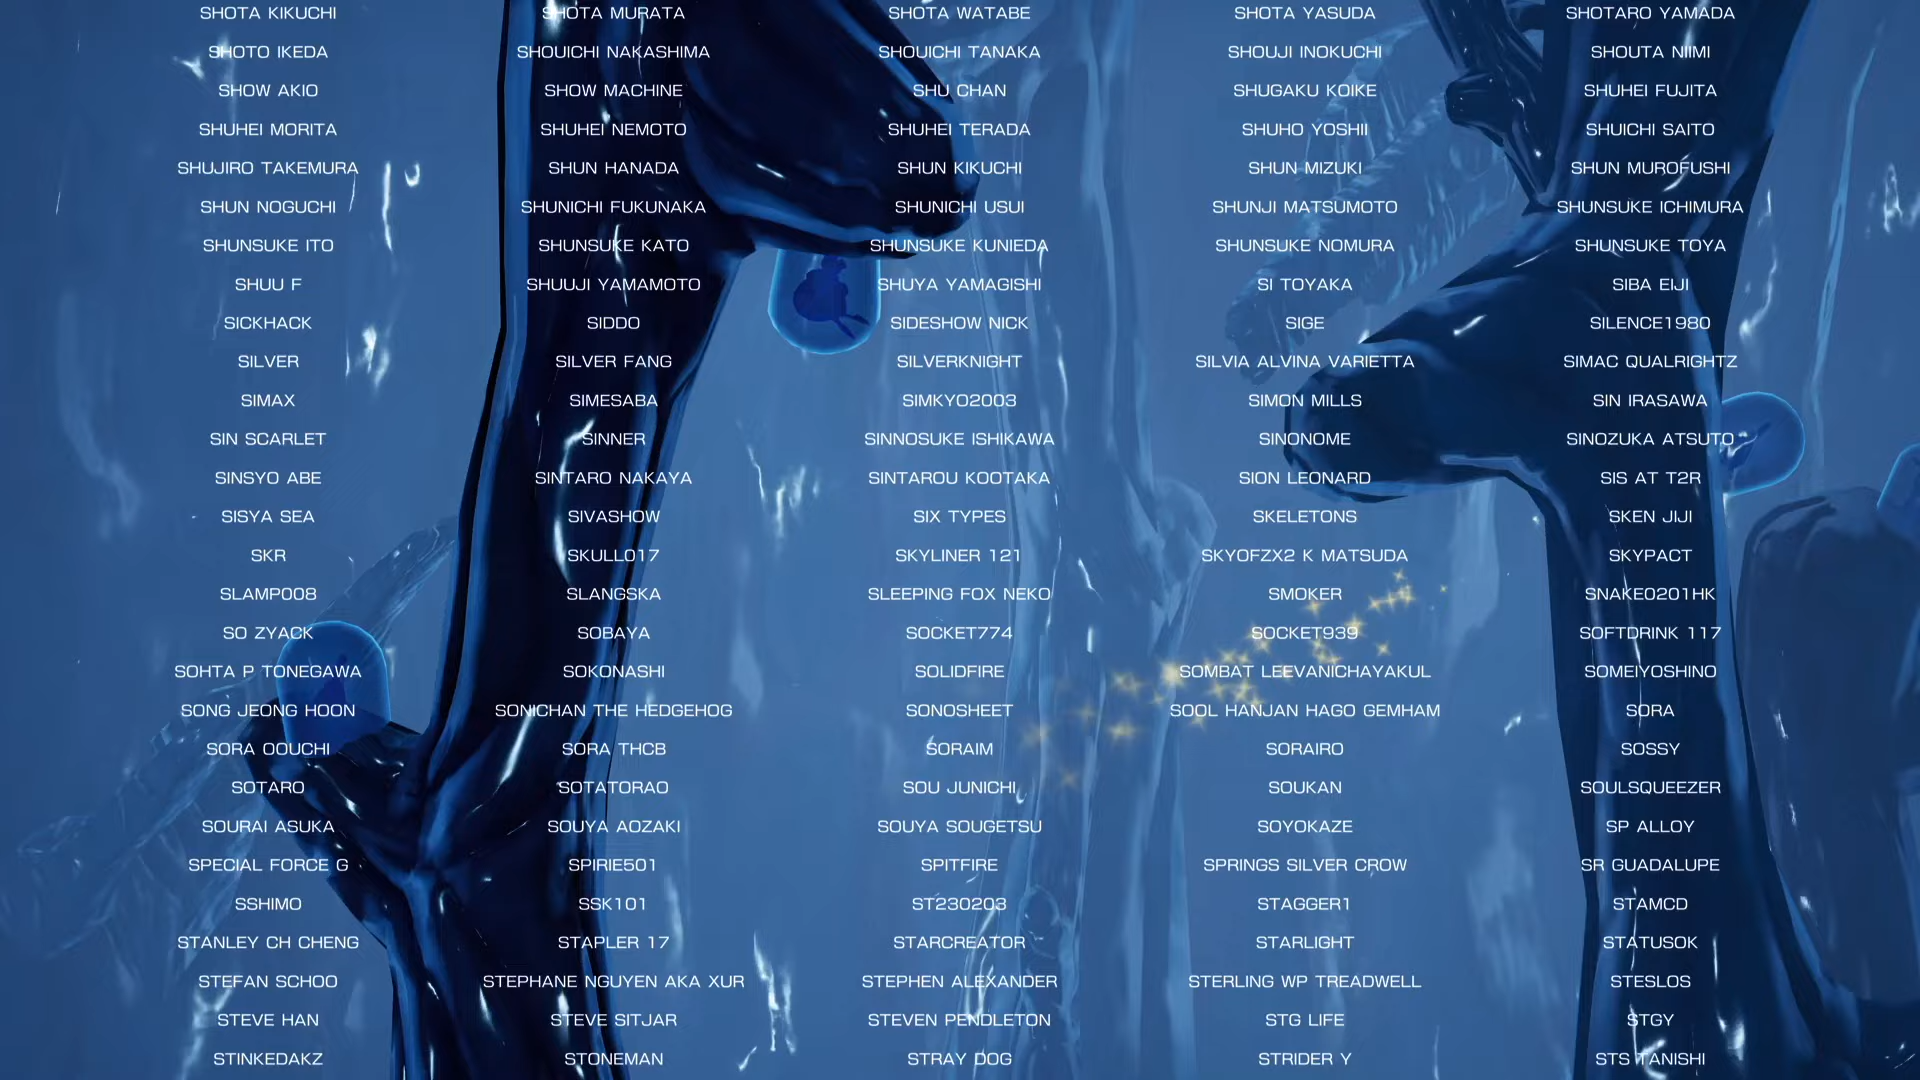 SHOTA KIKUCHI SHOTA MURATA SHOTA WATABE SHOTA YASUDA SHOTARO YAMADA
SHOTO IKEDA SHOUICHI NAKASHIMA SHOUICHI TANAKA SHOUJI INOKUCHI SHOUTA NIIMI
SHOW AKIO SHOW MACHINE SHU CHAN SHUGAKU KOIKE SHUHEI FUJITA
SHUHEI MORITA SHUHEI NEMOTO SHUHEI TERADA SHUHO YOSHII SHUICHI SAITO
SHUJIRO TAKEMURA SHUN HANADA SHUN KIKUCHI SHUN MIZUKI SHUN MUROFUSHI
SHUN NOGUCHI SHUNICHI FUKUNAKA SHUNICHI USUI SHUNJI MATSUMOTO SHUNSUKE ICHIMURA
SHUNSUKE ITO SHUNSUKE KATO SHUNSUKE KUNIEDA SHUNSUKE NOMURA SHUNSUKE TOYA
SHUU F SHUUJI YAMAMOTO SHUYA YAMAGISHI SI TOYAKA SIBA EIJI
SICKHACK SIDDO SIDESHOW NICK SIGE SILENCE1980
SILVER SILVER FANG SILVERKNIGHT SILVIA ALVINA VARIETTA SIMAC QUALRIGHTZ
SIMAX SIMESABA SIMKYO2003 SIMON MILLS SIN IRASAWA
SIN SCARLET SINNER SINNOSUKE ISHIKAWA SINONOME SINOZUKA ATSUTO
SINSYO ABE SINTARO NAKAYA SINTAROU KOOTAKA SION LEONARD SIS AT T2R
SISYA SEA SIVASHOW SIX TYPES SKELETONS SKEN JIJI
SKR SKULL017 SKYLINER 121 SKYOFZX2 K MATSUDA SKYPACT
SLAMP008 SLANGSKA SLEEPING FOX NEKO SMOKER SNAKE0201HK
SO ZYACK SOBAYA SOCKET774 SOCKET939 SOFTDRINK 117
SOHTA P TONEGAWA SOKONASHI SOLIDFIRE SOMBAT LEEVANICHAYAKUL SOMEIYOSHINO
SONG JEONG HOON SONICHAN THE HEDGEHOG SONOSHEET SOOL HANJAN HAGO GEMHAM SORA
SORA OOUCHI SORA THCB SORAIM SORAIRO SOSSY
SOTARO SOTATORAO SOU JUNICHI SOUKAN SOULSQUEEZER
SOURAI ASUKA SOUYA AOZAKI SOUYA SOUGETSU SOYOKAZE SP ALLOY
SPECIAL FORCE G SPIRIE501 SPITFIRE SPRINGS SILVER CROW SR GUADALUPE
SSHIMO SSK101 ST230203 STAGGER1 STAMCD
STANLEY CH CHENG STAPLER 17 STARCREATOR STARLIGHT STATUSOK
STEFAN SCHOO STEPHANE NGUYEN AKA XUR STEPHEN ALEXANDER STERLING WP TREADWELL STESLOS
STEVE HAN STEVE SITJAR STEVEN PENDLETON STG LIFE STGY
STINKEDAKZ STONEMAN STRAY DOG STRIDER Y STS TANISHI